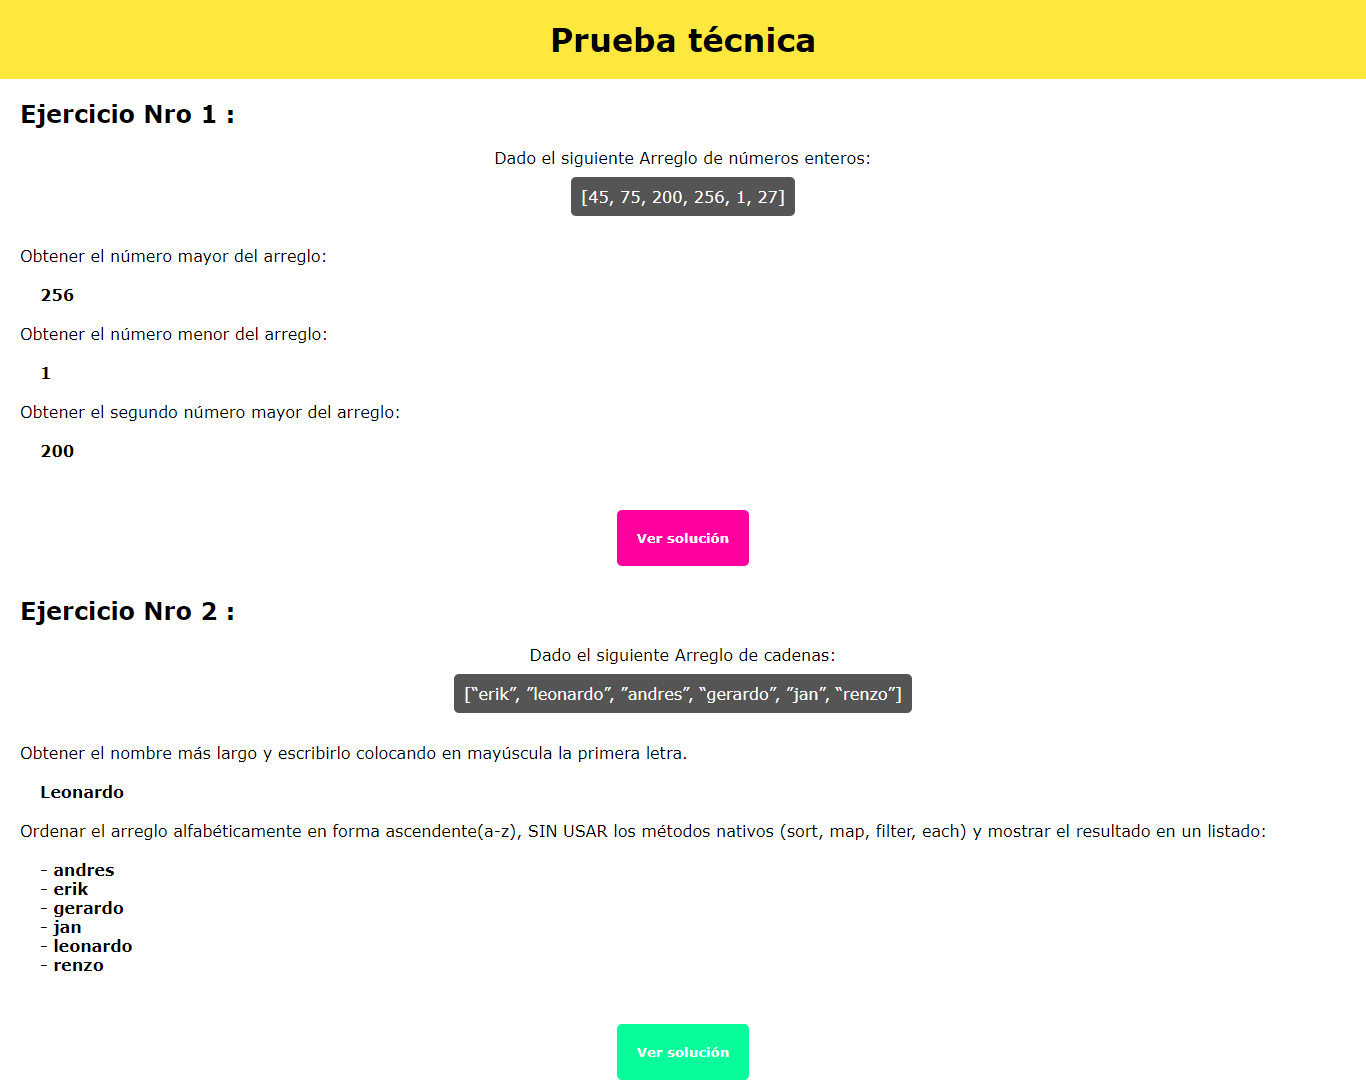 Prueba técnica
Ejercicio Nro 1 :
Dado el siguiente Arreglo de números enteros:
[45, 75, 200, 256, 1, 27]
Obtener el número mayor del arreglo:
256
Obtener el número menor del arreglo:
1
Obtener el segundo número mayor del arreglo:
200
Ver solución
Ejercicio Nro 2 :
Dado el siguiente Arreglo de cadenas:
[“erik”, ”leonardo”, ”andres”, “gerardo”, ”jan”, “renzo”]
Obtener el nombre más largo y escribirlo colocando en mayúscula la primera letra.
Leonardo
Ordenar el arreglo alfabéticamente en forma ascendente(a-z), SIN USAR los métodos nativos (sort, map, filter, each) y mostrar el resultado en un listado:
- andres
- erik
- gerardo
- jan
- leonardo
- renzo
Ver solución